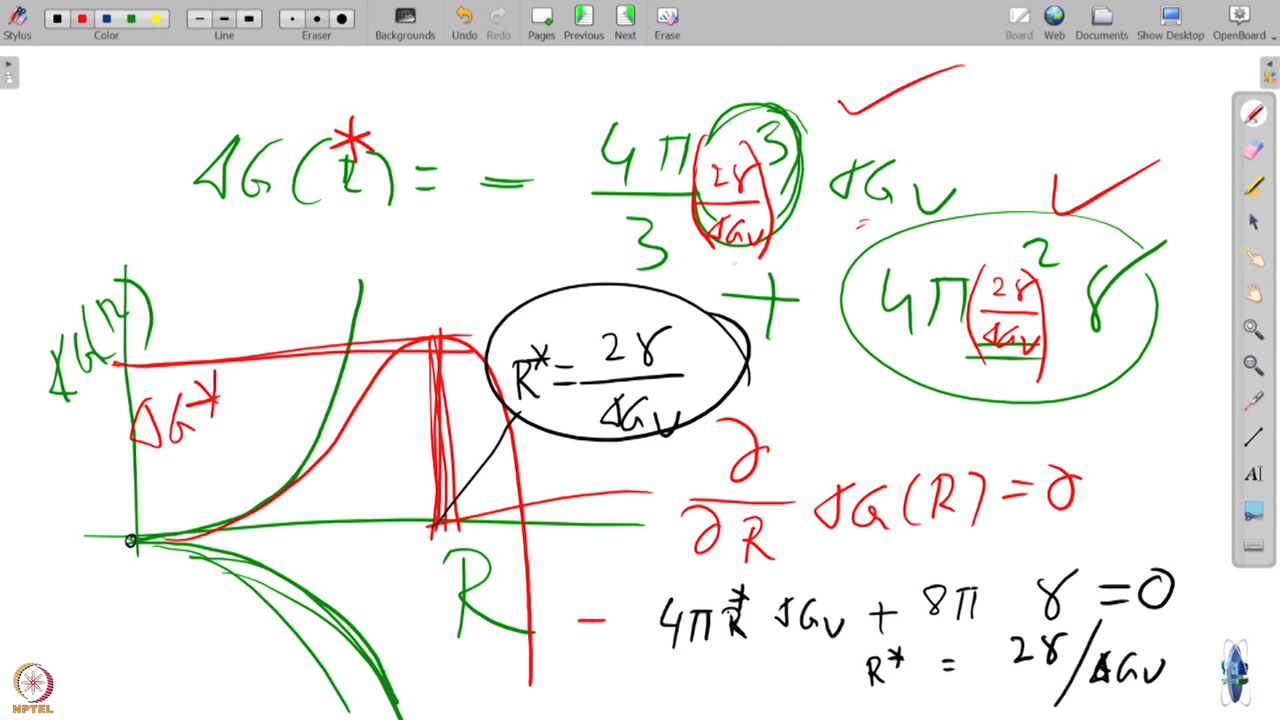 Stylus
Color
Line
Eraser
Backgrounds
Undo
Redo
Pages
Previous
Next
Erase
Board
Web
Documents
Show Desktop
OpenBoard
ΔG(R*) = - 4π/3 (2γ/ΔGv)³ ΔGv
+ 4π (2γ/ΔGv)² γ
ΔG(R)
ΔG*
R* = 2γ/ΔGv
∂/∂R ΔG(R) = 0
R
- 4πR* ΔGv + 8π γ = 0
R* = 2γ/ΔGv
NPTEL